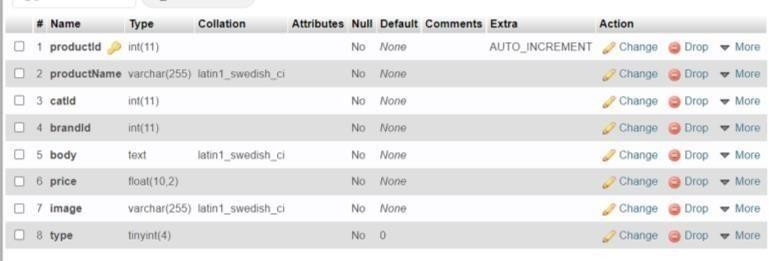 # Name Type Collation Attributes Null Default Comments Extra Action
1 productId int(11) No None AUTO_INCREMENT Change Drop More
2 productName varchar(255) latin1_swedish_ci No None Change Drop More
3 catId int(11) No None Change Drop More
4 brandId int(11) No None Change Drop More
5 body text latin1_swedish_ci No None Change Drop More
6 price float(10,2) No None Change Drop More
7 image varchar(255) latin1_swedish_ci No None Change Drop More
8 type tinyint(4) No 0 Change Drop More